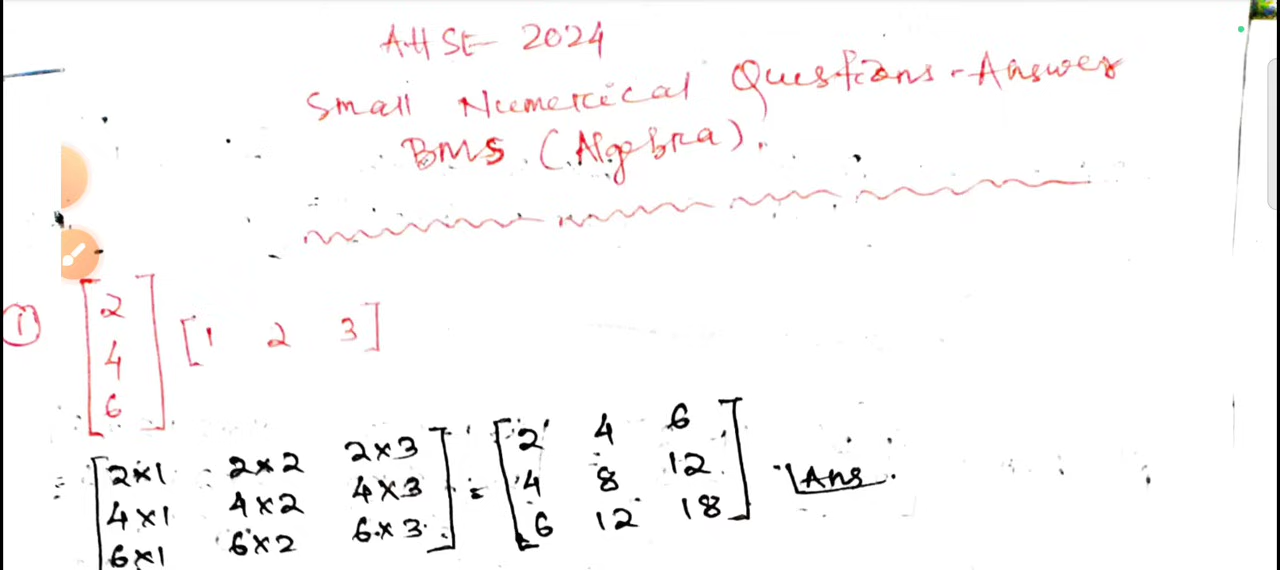 AHSE 2024
Small Numerical Questions-Answer
BMS. (Algebra).
① [2 4 6] [1 2 3]
[2×1 2×2 2×3 4×1 4×2 4×3 6×1 6×2 6×3] = [2 4 6 4 8 12 6 12 18] Ans.